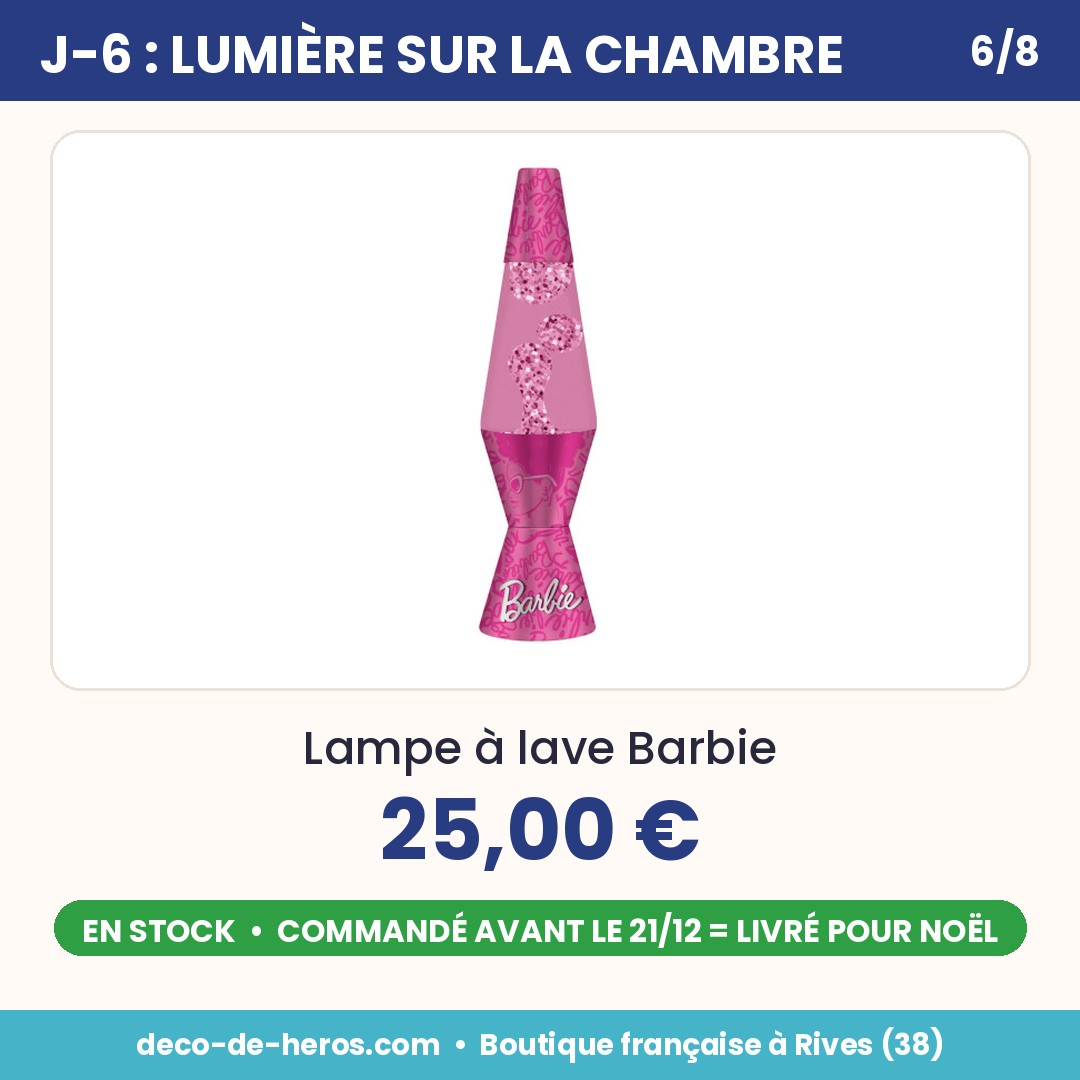 J-6 : LUMIÈRE SUR LA CHAMBRE
6/8
Barbie
Lampe à lave Barbie
25,00 €
EN STOCK • COMMANDÉ AVANT LE 21/12 = LIVRÉ POUR NOËL
deco-de-heros.com • Boutique française à Rives (38)